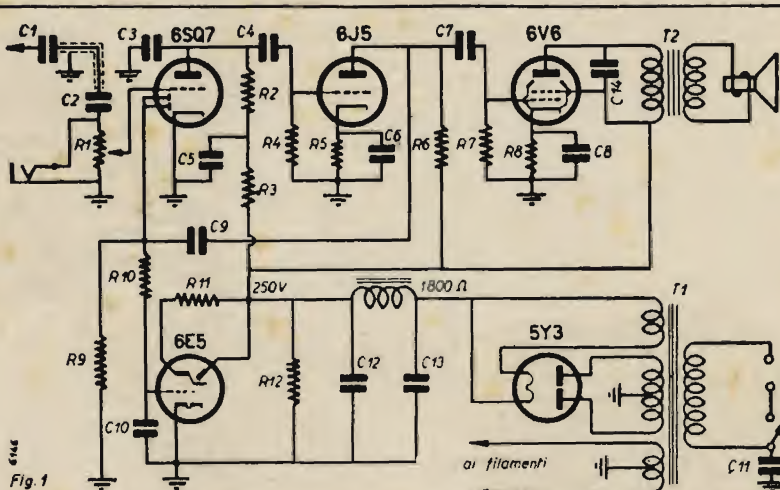 C1
C3
6SQ7
C4
6J5
C7
6V6
T2
C2
R2
C14
R1
C5
R4
R5
C6
R6
R7
R8
C8
R3
C9
R10
R11
250V
1800 Ω
T1
6E5
5Y3
R9
R12
C12
C13
C10
ai filamenti
C11
6146
Fig.1